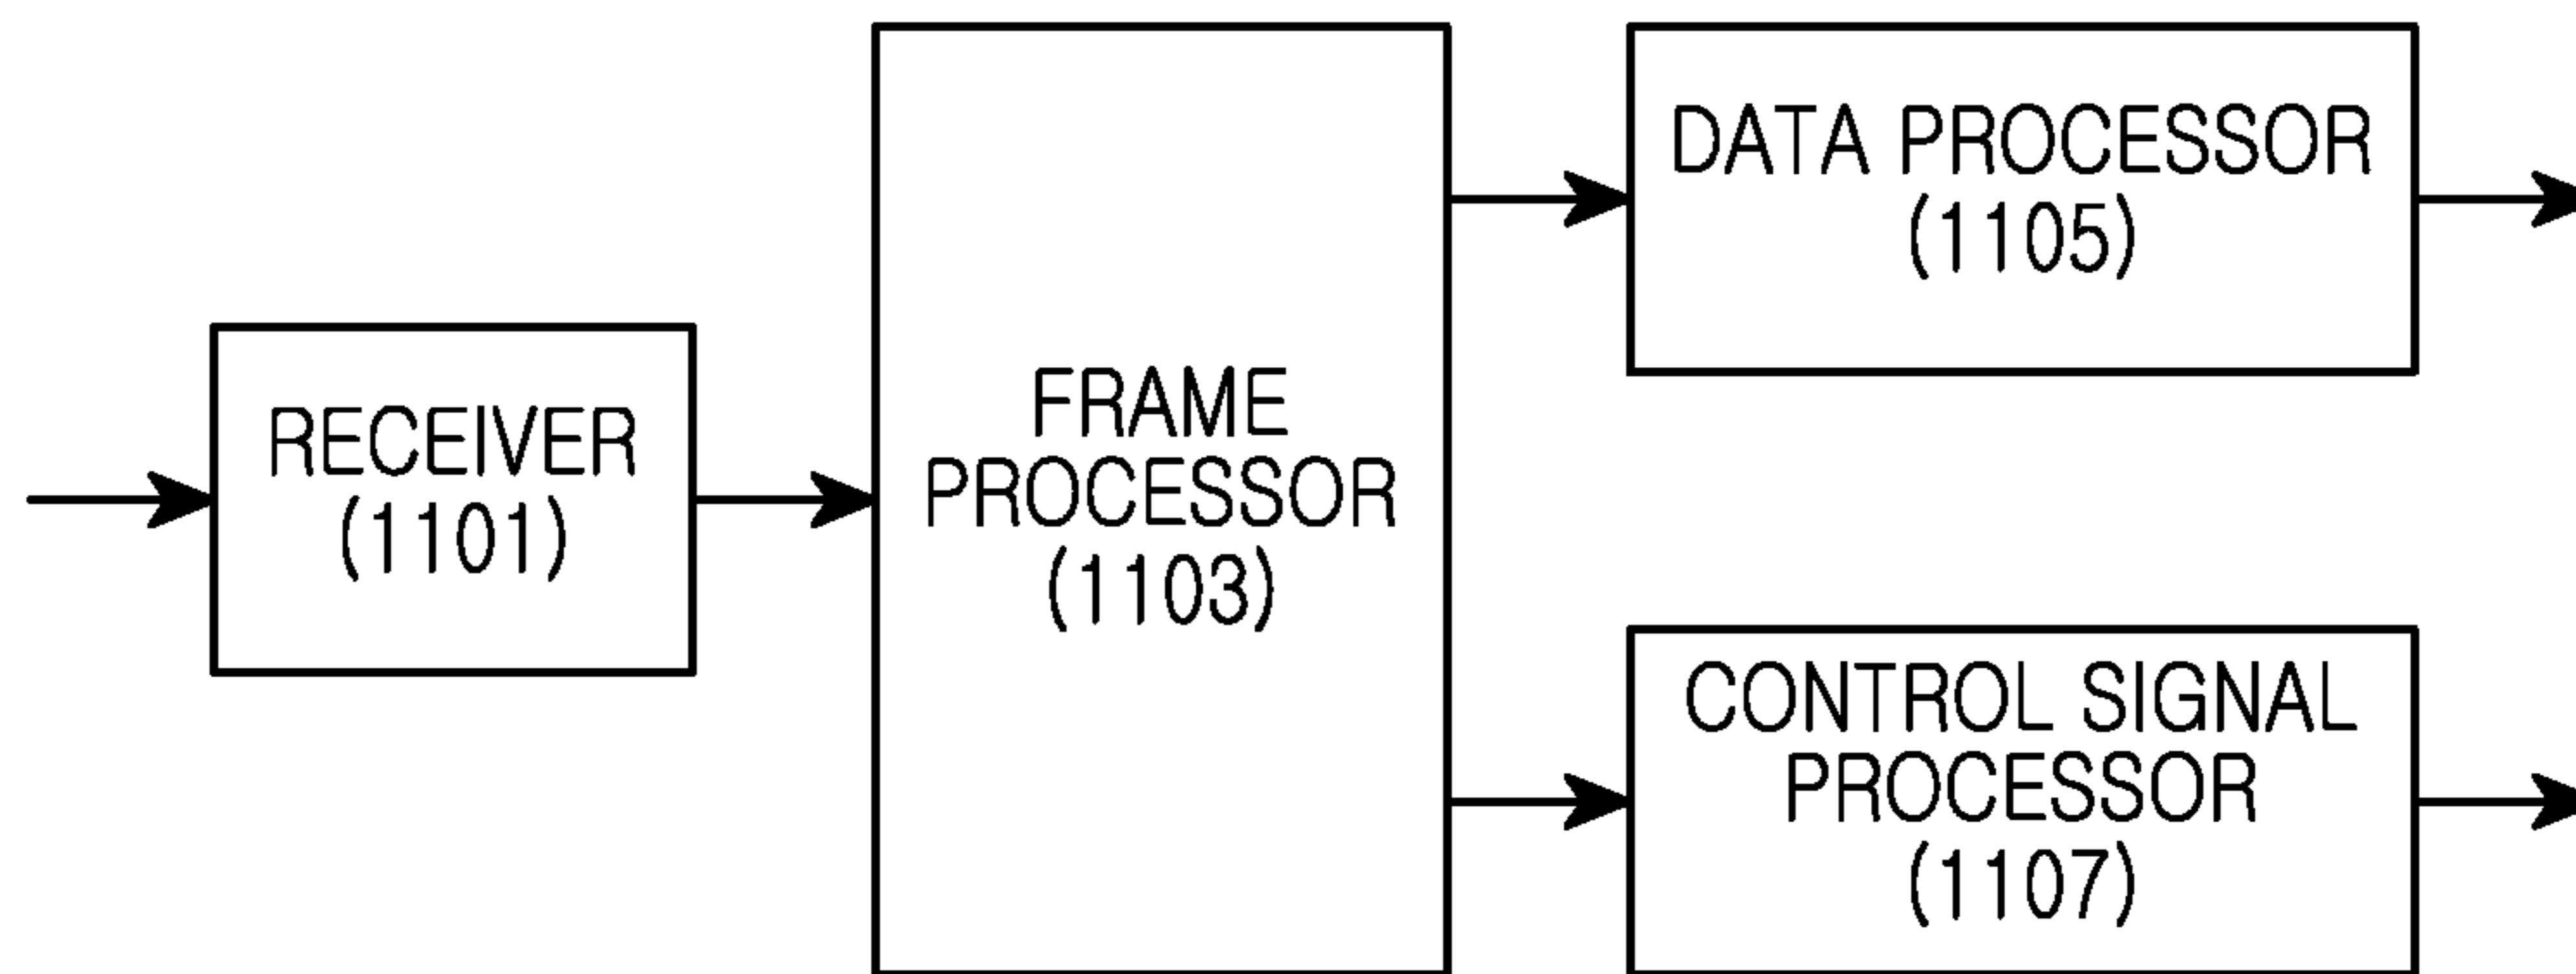 RECEIVER
(1101)
FRAME
PROCESSOR
(1103)
DATA PROCESSOR
(1105)
CONTROL SIGNAL
PROCESSOR
(1107)